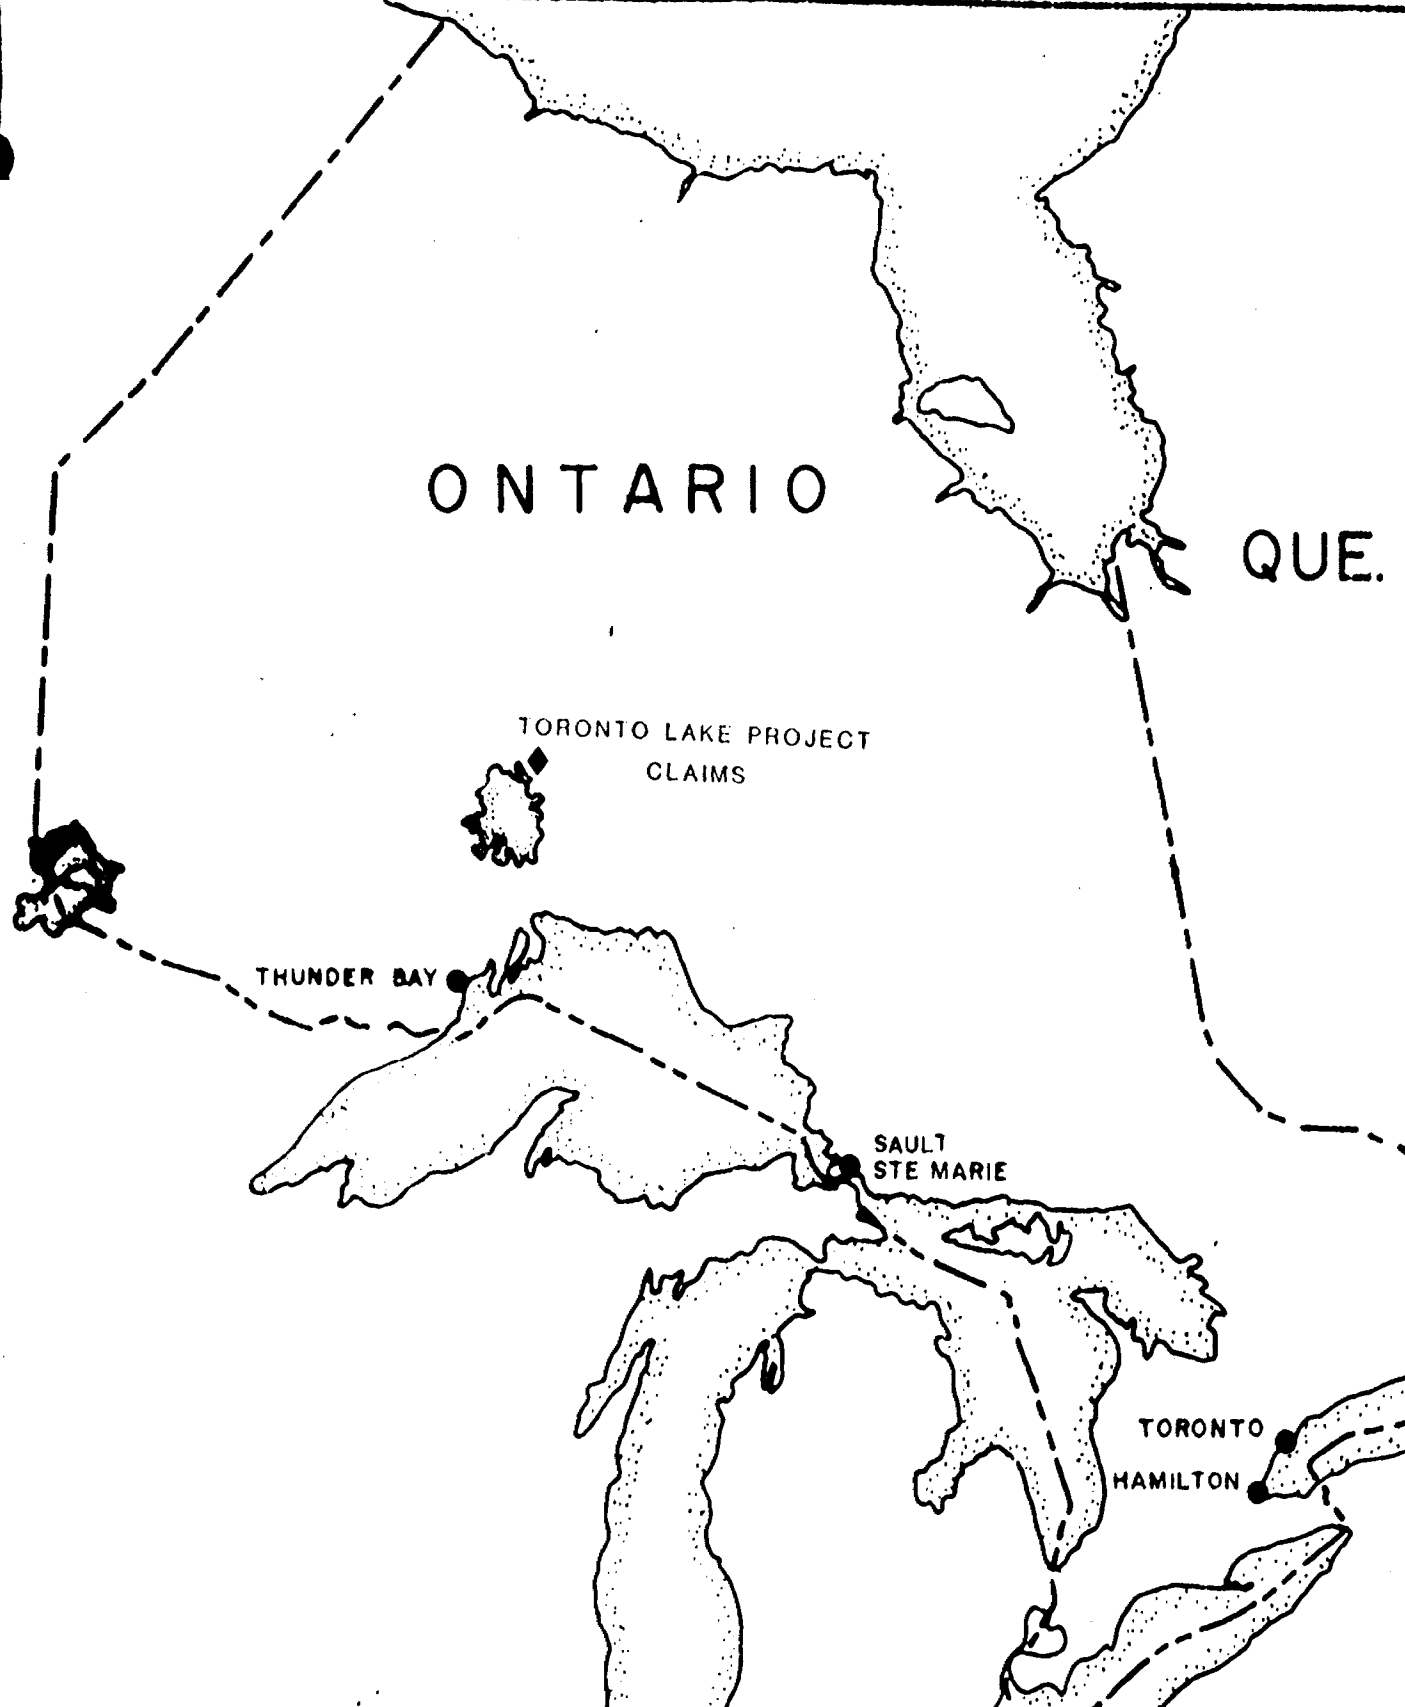 ONTARIO
QUE.
TORONTO LAKE PROJECT
CLAIMS
THUNDER BAY
SAULT
STE MARIE
TORONTO
HAMILTON